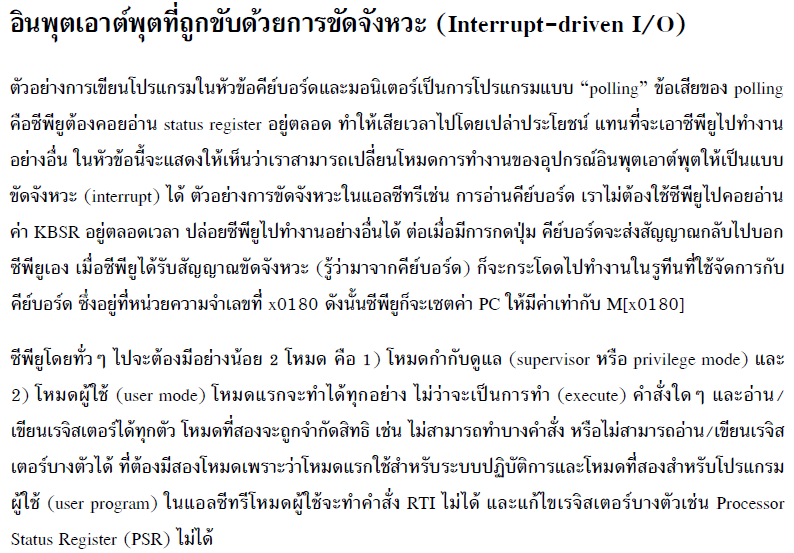 อินพุตเอาต์พุตที่ถูกขับด้วยการขัดจังหวะ (Interrupt-driven I/O)
ตัวอย่างการเขียนโปรแกรมในหัวข้อคีย์บอร์ดและมอนิเตอร์เป็นการโปรแกรมแบบ “polling” ข้อเสียของ polling
คือซีพียูต้องคอยอ่าน status register อยู่ตลอด ทำให้เสียเวลาไปโดยเปล่าประโยชน์ แทนที่จะเอาซีพียูไปทำงาน
อย่างอื่น ในหัวข้อนี้จะแสดงให้เห็นว่าเราสามารถเปลี่ยนโหมดการทำงานของอุปกรณ์อินพุตเอาต์พุตให้เป็นแบบ
ขัดจังหวะ (interrupt) ได้ ตัวอย่างการขัดจังหวะในแอลซีทรีเช่น การอ่านคีย์บอร์ด เราไม่ต้องใช้ซีพียูไปคอยอ่าน
ค่า KBSR อยู่ตลอดเวลา ปล่อยซีพียูไปทำงานอย่างอื่นได้ ต่อเมื่อมีการกดปุ่ม คีย์บอร์ดจะส่งสัญญาณกลับไปบอก
ซีพียูเอง เมื่อซีพียูได้รับสัญญาณขัดจังหวะ (รู้ว่ามาจากคีย์บอร์ด) ก็จะกระโดดไปทำงานในรูทีนที่ใช้จัดการกับ
คีย์บอร์ด ซึ่งอยู่ที่หน่วยความจำเลขที่ x0180 ดังนั้นซีพียูก็จะเซตค่า PC ให้มีค่าเท่ากับ M[x0180]
ซีพียูโดยทั่วๆ ไปจะต้องมีอย่างน้อย 2 โหมด คือ 1) โหมดกำกับดูแล (supervisor หรือ privilege mode) และ
2) โหมดผู้ใช้ (user mode) โหมดแรกจะทำได้ทุกอย่าง ไม่ว่าจะเป็นการทำ (execute) คำสั่งใดๆ และอ่าน/
เขียนเรจิสเตอร์ได้ทุกตัว โหมดที่สองจะถูกจำกัดสิทธิ เช่น ไม่สามารถทำบางคำสั่ง หรือไม่สามารถอ่าน/เขียนเรจิส
เตอร์บางตัวได้ ที่ต้องมีสองโหมดเพราะว่าโหมดแรกใช้สำหรับระบบปฏิบัติการและโหมดที่สองสำหรับโปรแกรม
ผู้ใช้ (user program) ในแอลซีทรีโหมดผู้ใช้จะทำคำสั่ง RTI ไม่ได้ และแก้ไขเรจิสเตอร์บางตัวเช่น Processor
Status Register (PSR) ไม่ได้